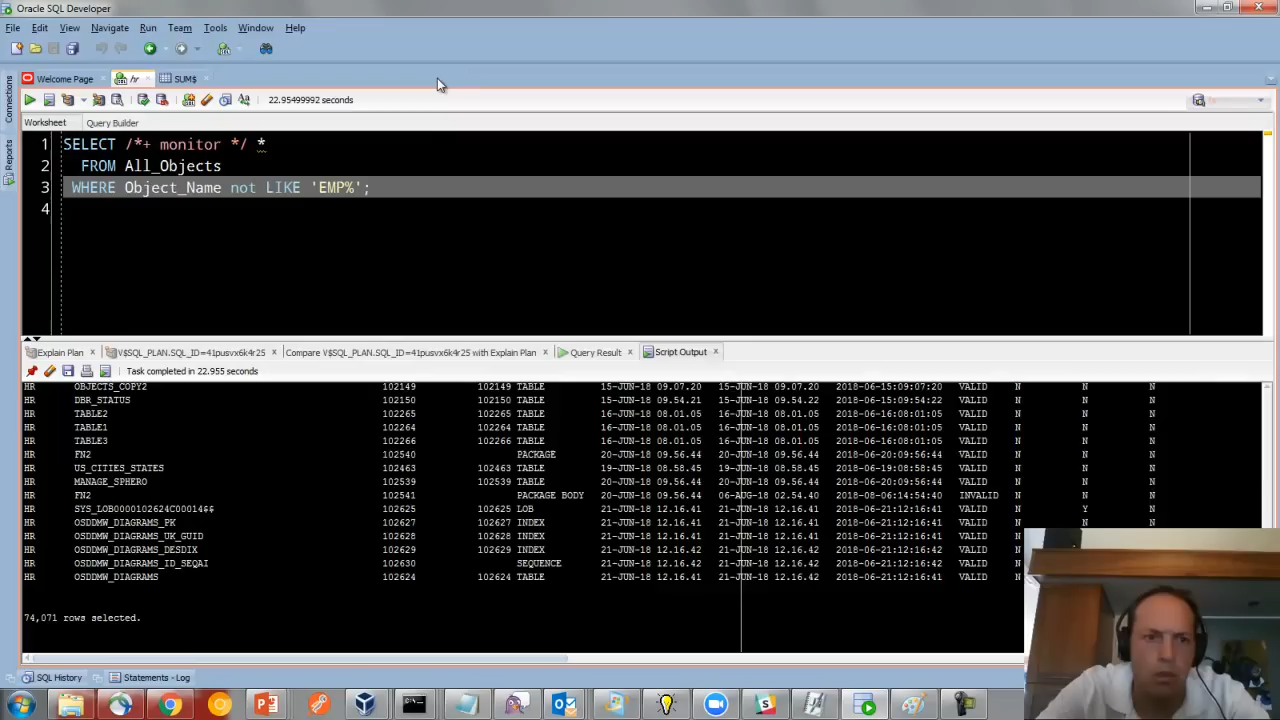 Oracle SQL Developer
File Edit View Navigate Run Team Tools Window Help
Welcome Page hr SUM$
22.95499992 seconds
Worksheet Query Builder
1 SELECT /*+ monitor */ *
2 FROM All_Objects
3 WHERE Object_Name not LIKE 'EMP%';
4
Connections
Reports
Explain Plan V$SQL_PLAN.SQL_ID=41pusvx6k4r25 Compare V$SQL_PLAN.SQL_ID=41pusvx6k4r25 with Explain Plan Query Result Script Output
Task completed in 22.955 seconds
HR OBJECTS_COPY2 102149 102149 TABLE 15-JUN-18 09.07.20 15-JUN-18 09.07.20 2018-06-15:09:07:20 VALID N N N
HR DBR_STATUS 102150 102150 TABLE 15-JUN-18 09.54.21 15-JUN-18 09.54.22 2018-06-15:09:54:22 VALID N N N
HR TABLE2 102265 102265 TABLE 16-JUN-18 08.01.05 16-JUN-18 08.01.05 2018-06-16:08:01:05 VALID N N N
HR TABLE1 102264 102264 TABLE 16-JUN-18 08.01.05 16-JUN-18 08.01.05 2018-06-16:08:01:05 VALID N N N
HR TABLE3 102266 102266 TABLE 16-JUN-18 08.01.05 16-JUN-18 08.01.05 2018-06-16:08:01:05 VALID N N N
HR FN2 102540 PACKAGE 20-JUN-18 09.56.44 20-JUN-18 09.56.44 2018-06-20:09:56:44 VALID N N N
HR US_CITIES_STATES 102463 102463 TABLE 19-JUN-18 08.58.45 19-JUN-18 08.58.45 2018-06-19:08:58:45 VALID N N N
HR MANAGE_SPHERO 102539 102539 TABLE 20-JUN-18 09.56.44 20-JUN-18 09.56.44 2018-06-20:09:56:44 VALID N N N
HR FN2 102541 PACKAGE BODY 20-JUN-18 09.56.44 06-AUG-18 02.54.40 2018-08-06:14:54:40 INVALID N N N
HR SYS_LOB0000102624C00014$$ 102625 102625 LOB 21-JUN-18 12.16.41 21-JUN-18 12.16.41 2018-06-21:12:16:41 VALID N Y N
HR OSDDMW_DIAGRAMS_PK 102627 102627 INDEX 21-JUN-18 12.16.41 21-JUN-18 12.16.41 2018-06-21:12:16:41 VALID N N N
HR OSDDMW_DIAGRAMS_UK_GUID 102628 102628 INDEX 21-JUN-18 12.16.41 21-JUN-18 12.16.41 2018-06-21:12:16:41 VALID N
HR OSDDMW_DIAGRAMS_DESDIX 102629 102629 INDEX 21-JUN-18 12.16.42 21-JUN-18 12.16.42 2018-06-21:12:16:42 VALID N
HR OSDDMW_DIAGRAMS_ID_SEQAI 102630 SEQUENCE 21-JUN-18 12.16.42 21-JUN-18 12.16.42 2018-06-21:12:16:42 VALID N
HR OSDDMW_DIAGRAMS 102624 102624 TABLE 21-JUN-18 12.16.41 21-JUN-18 12.16.42 2018-06-21:12:16:41 VALID N
74,071 rows selected.
SQL History Statements - Log